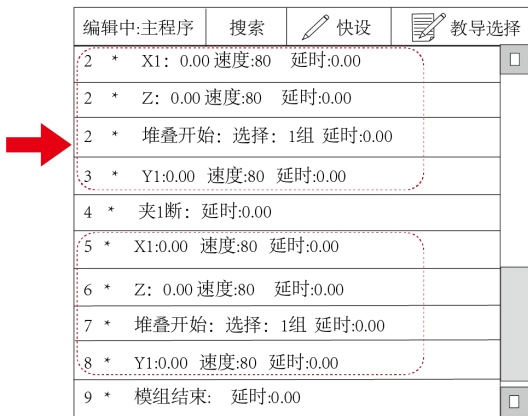 编辑中:主程序 搜索 快设 教导选择
2 * X1: 0.00 速度:80 延时:0.00
2 * Z: 0.00 速度:80 延时:0.00
2 * 堆叠开始: 选择: 1组 延时:0.00
3 * Y1:0.00 速度:80 延时:0.00
4 * 夹1断: 延时:0.00
5 * X1:0.00 速度:80 延时:0.00
6 * Z: 0.00 速度:80 延时:0.00
7 * 堆叠开始: 选择: 1组 延时:0.00
8 * Y1:0.00 速度:80 延时:0.00
9 * 模组结束: 延时:0.00